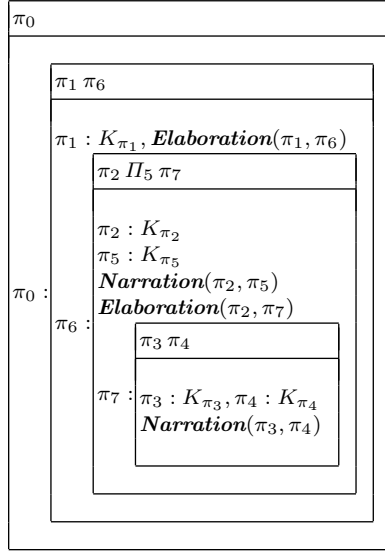 π0
π1 π6
π1 : Kπ1, Elaboration(π1, π6)
π2 Π5 π7
π2 : Kπ2
π5 : Kπ5
Narration(π2, π5)
π0 :
Elaboration(π2, π7)
π6 :
π3 π4
π7 :
π3 : Kπ3, π4 : Kπ4
Narration(π3, π4)